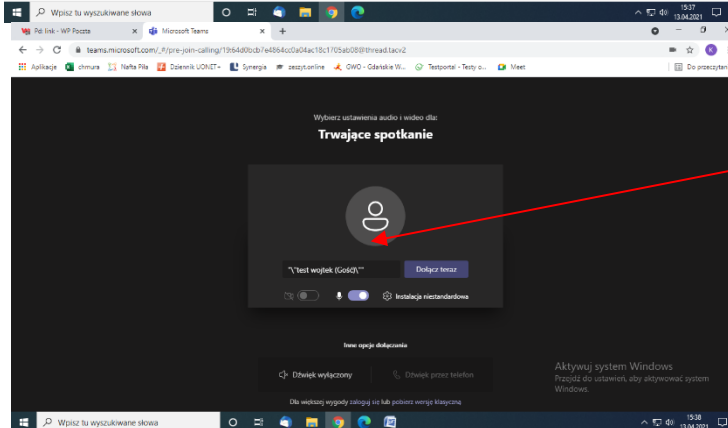 Wpisz tu wyszukiwane słowa
15:37
13.04.2021
Pd: link - WP Poczta
Microsoft Teams
teams.microsoft.com/_#/pre-join-calling/19:64d0bcb7e4864cc0a04ac18c1705ab08@thread.tacv2
K
Aplikacje
chmura
Nafta Piła
Dziennik UONET+
Synergia
zeszyt.online
GWO - Gdańskie W...
Testportal - Testy o...
Meet
Do przeczytan
Wybierz ustawienia audio i wideo dla:
Trwające spotkanie
"\"test wojtek (Gość)\""
Dołącz teraz
Instalacja niestandardowa
Inne opcje dołączania
Dźwięk wyłączony
Dźwięk przez telefon
Aktywuj system Windows
Przejdź do ustawień, aby aktywować system
Windows.
Dla większej wygody zaloguj się lub pobierz wersję klasyczną
Wpisz tu wyszukiwane słowa
15:38
13.04.2021